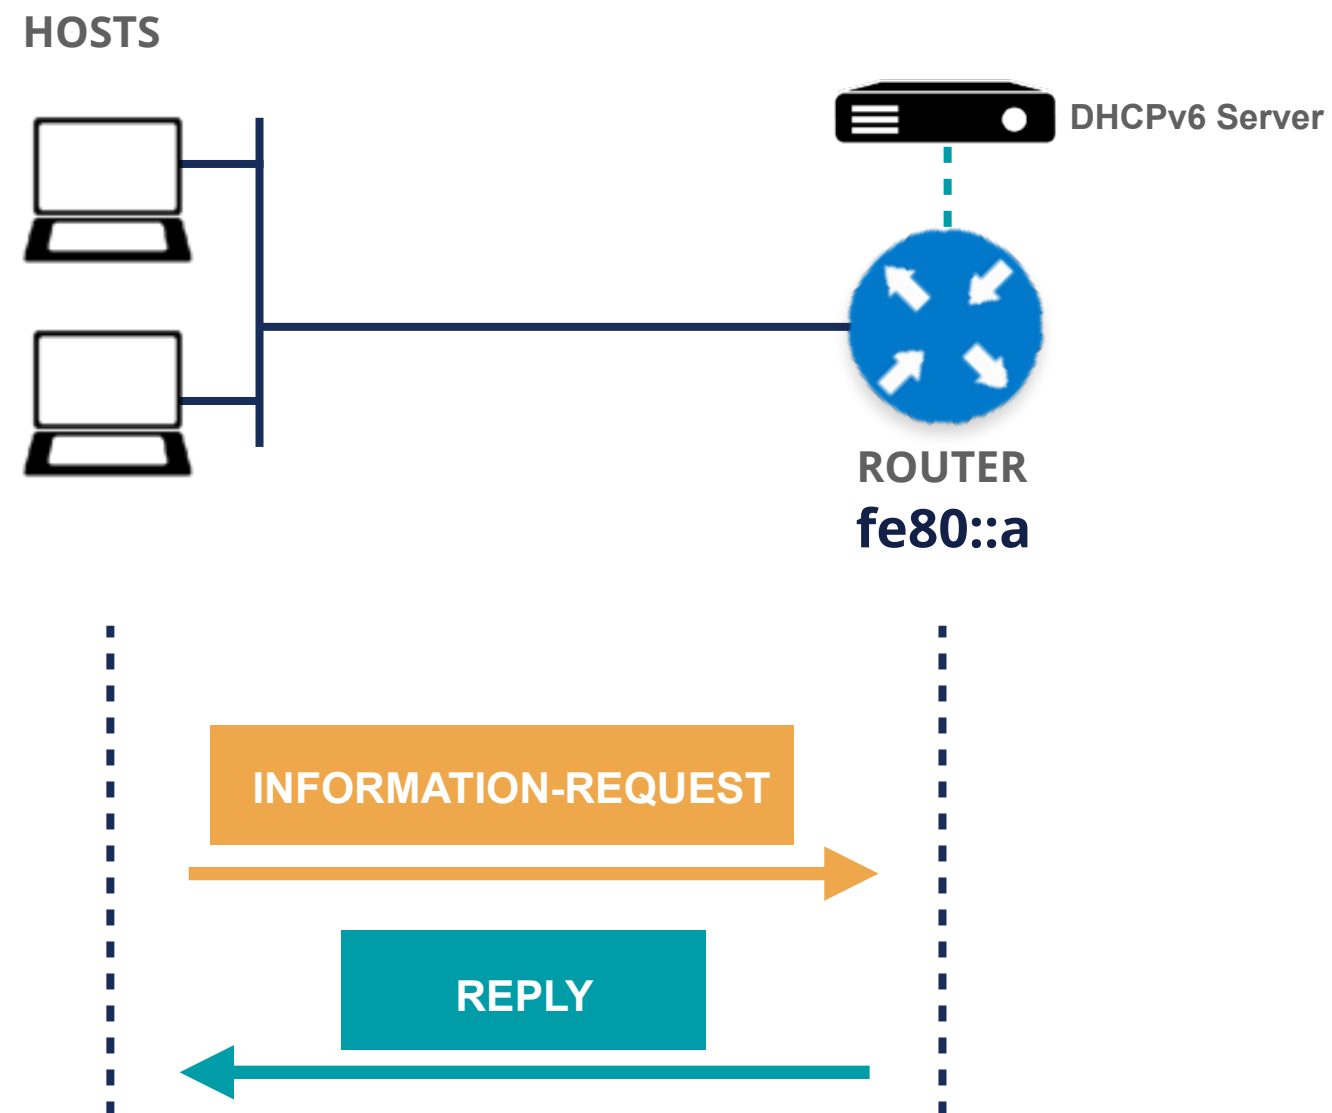 HOSTS
DHCPv6 Server
ROUTER
fe80::a
INFORMATION-REQUEST
REPLY